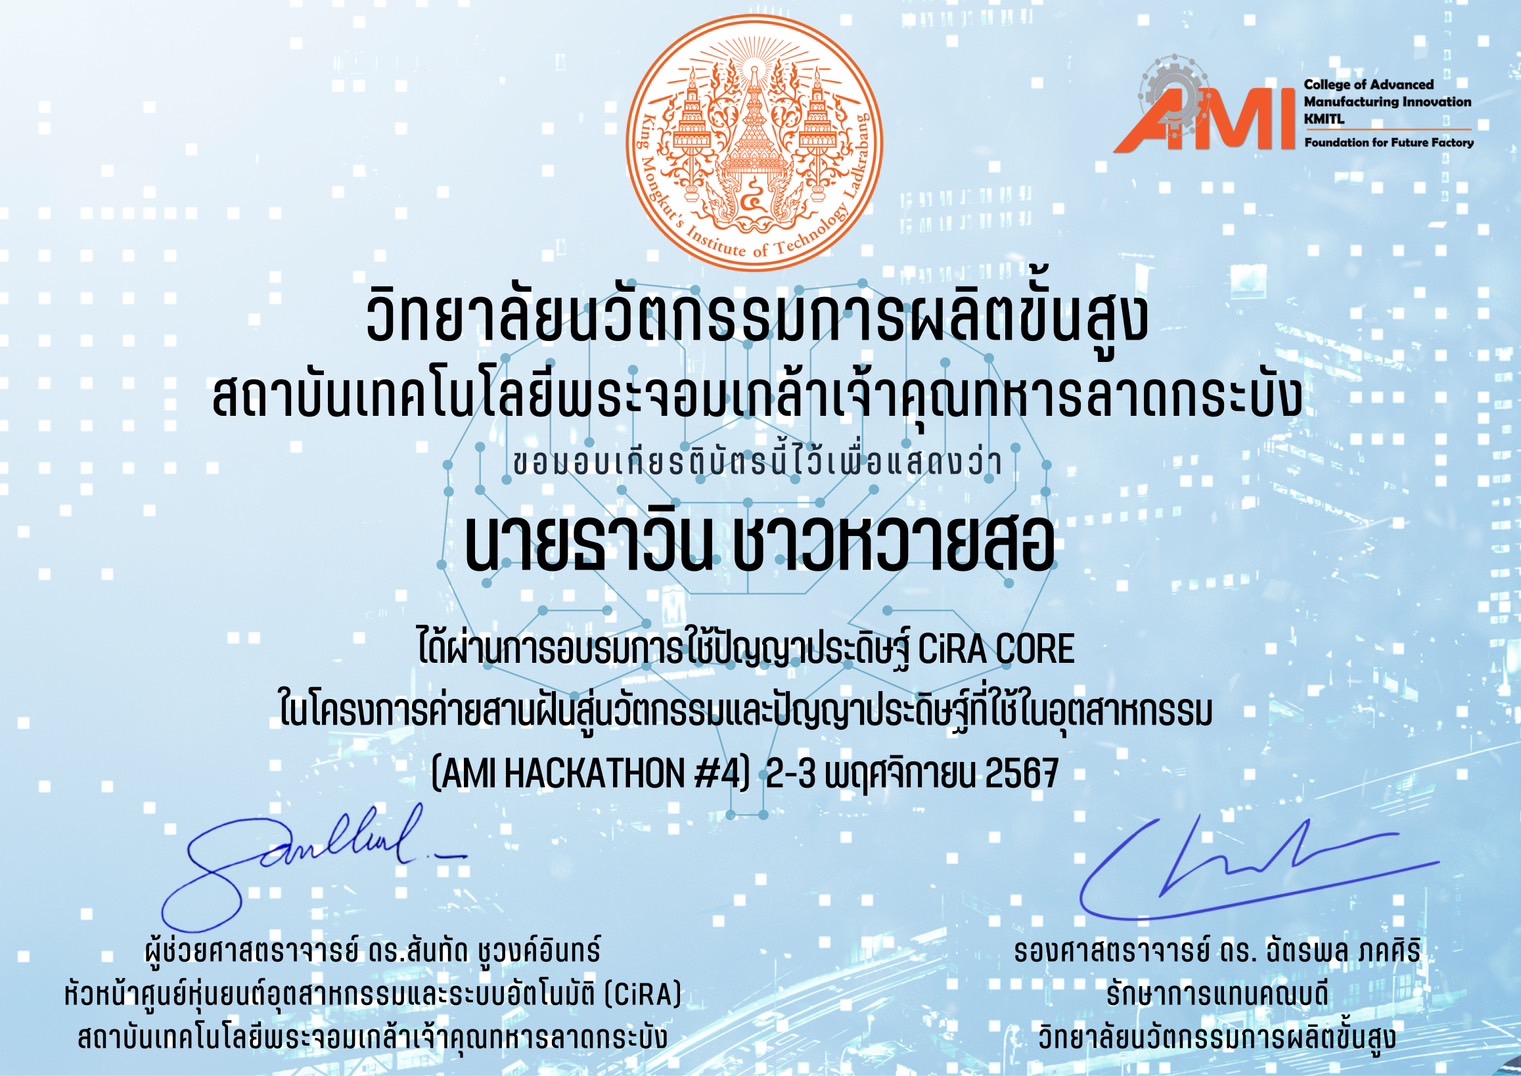 King Mongkut's Institute of Technology Ladkrabang
AMI
College of Advanced
Manufacturing Innovation
KMITL
Foundation for Future Factory
วิทยาลัยนวัตกรรมการผลิตขั้นสูง
สถาบันเทคโนโลยีพระจอมเกล้าเจ้าคุณทหารลาดกระบัง
ขอมอบเกียรติบัตรนี้ไว้เพื่อแสดงว่า
นายธาวิน ชาวหวายสอ
ได้ผ่านการอบรมการใช้ปัญญาประดิษฐ์ CiRA CORE
ในโครงการค่ายสานฝันสู่นวัตกรรมและปัญญาประดิษฐ์ที่ใช้ในอุตสาหกรรม
(AMI HACKATHON #4) 2-3 พฤศจิกายน 2567
ผู้ช่วยศาสตราจารย์ ดร.สันทัด ชูวงค์อินทร์
หัวหน้าศูนย์หุ่นยนต์อุตสาหกรรมและระบบอัตโนมัติ (CiRA)
สถาบันเทคโนโลยีพระจอมเกล้าเจ้าคุณทหารลาดกระบัง
รองศาสตราจารย์ ดร. ฉัตรพล ภคศิริ
รักษาการแทนคณบดี
วิทยาลัยนวัตกรรมการผลิตขั้นสูง